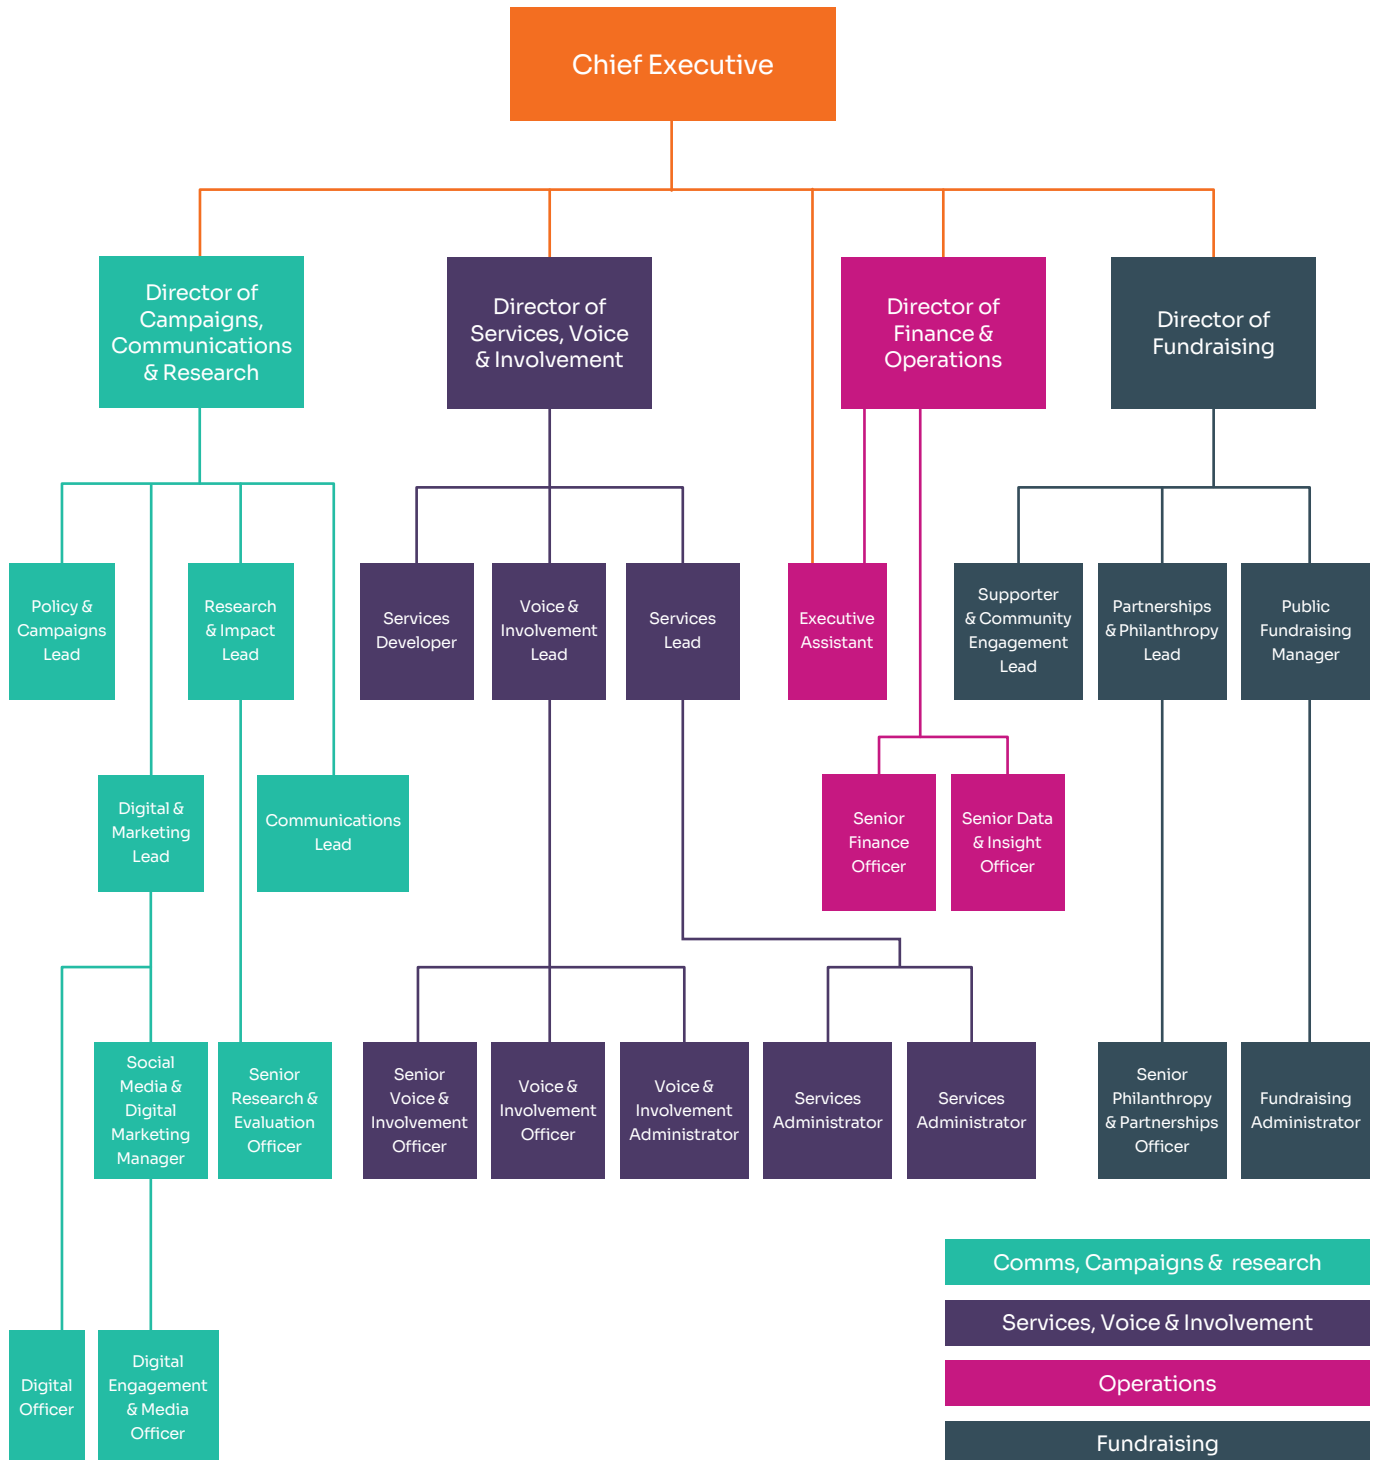 Chief Executive
Director of
Campaigns,
Communications
& Research
Director of
Services, Voice
& Involvement
Director of
Finance &
Operations
Director of
Fundraising
Policy &
Campaigns
Lead
Research
& Impact
Lead
Services
Developer
Voice &
Involvement
Lead
Services
Lead
Executive
Assistant
Supporter
& Community
Engagement
Lead
Partnerships
& Philanthropy
Lead
Public
Fundraising
Manager
Digital &
Marketing
Lead
Communications
Lead
Senior
Finance
Officer
Senior Data
& Insight
Officer
Social
Media &
Digital
Marketing
Manager
Senior
Research &
Evaluation
Officer
Senior
Voice &
Involvement
Officer
Voice &
Involvement
Officer
Voice &
Involvement
Administrator
Services
Administrator
Services
Administrator
Senior
Philanthropy
& Partnerships
Officer
Fundraising
Administrator
Digital
Officer
Digital
Engagement
& Media
Officer
Comms, Campaigns & research
Services, Voice & Involvement
Operations
Fundraising